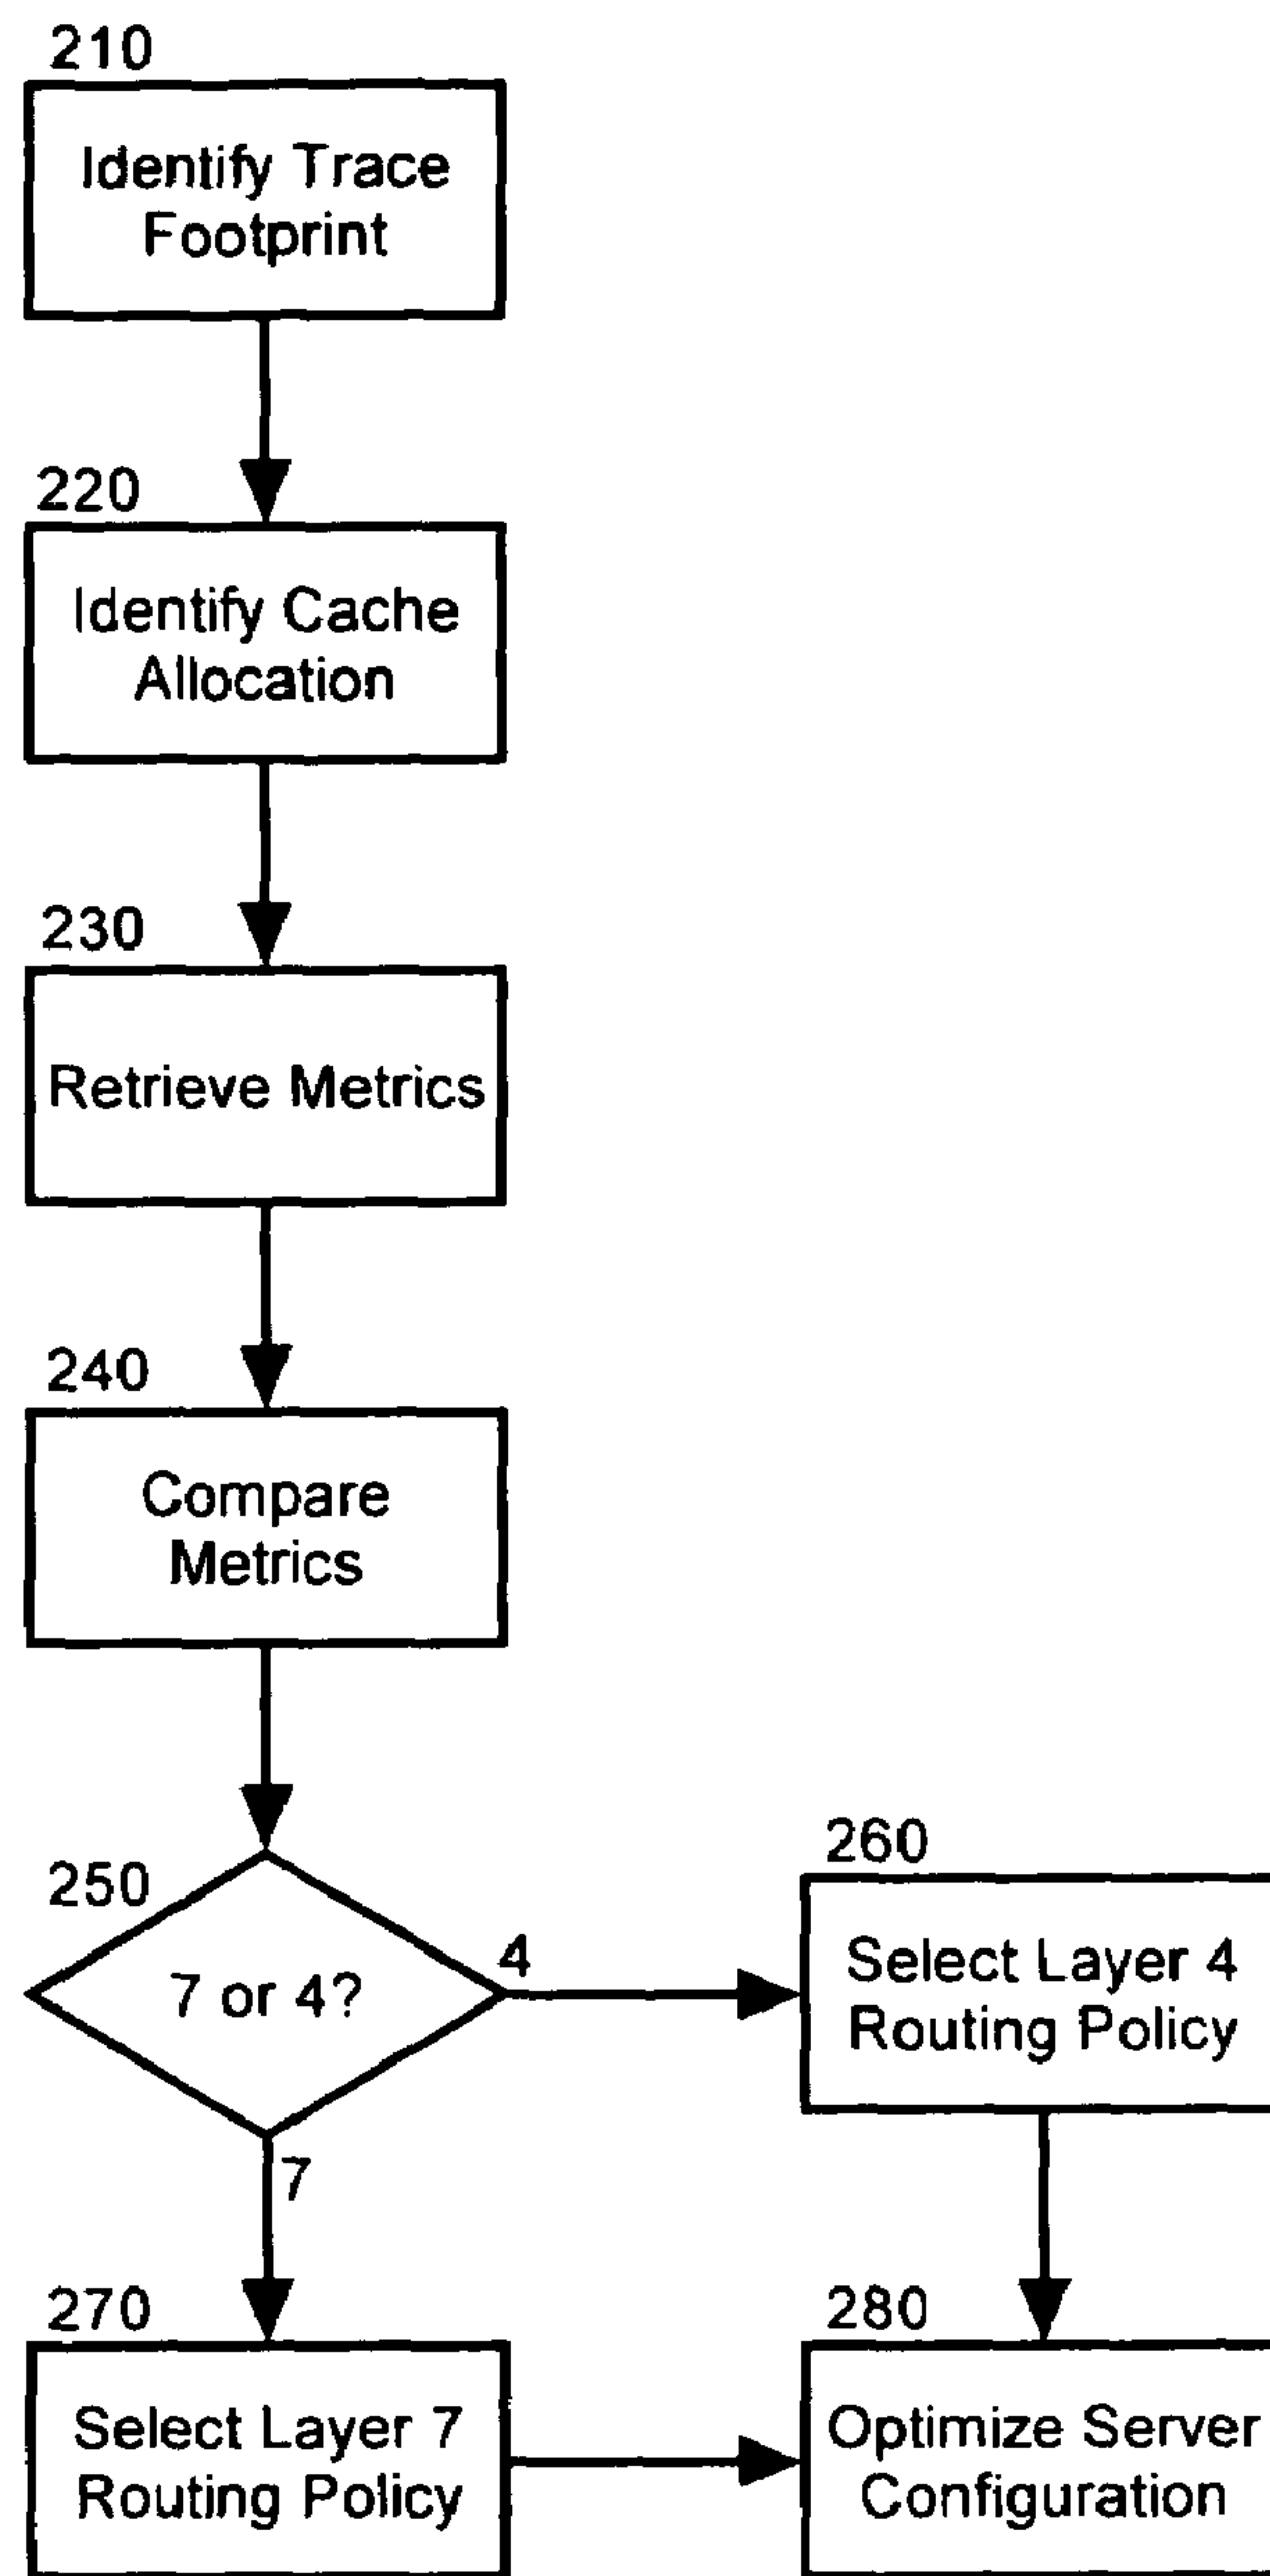 210
Identify Trace
Footprint
220
Identify Cache
Allocation
230
Retrieve Metrics
240
Compare
Metrics
250
7 or 4?
4
7
260
Select Layer 4
Routing Policy
270
Select Layer 7
Routing Policy
280
Optimize Server
Configuration